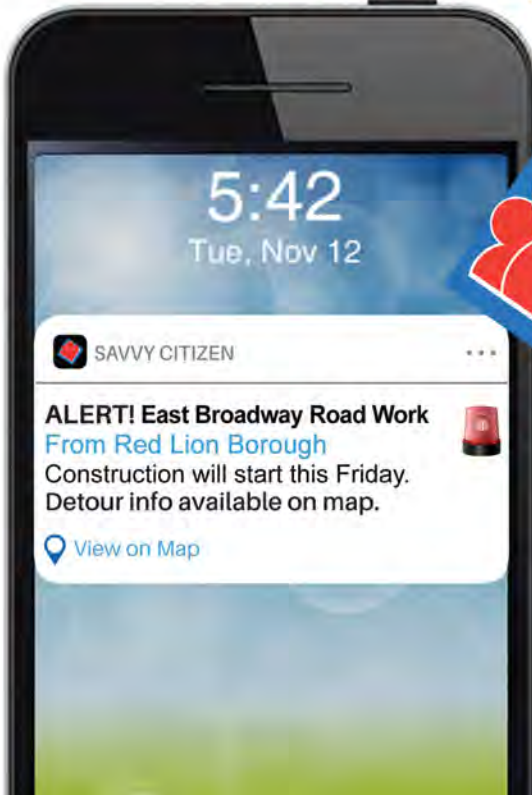 5:42
Tue, Nov 12
SAVVY CITIZEN
ALERT! East Broadway Road Work
From Red Lion Borough
Construction will start this Friday.
Detour info available on map.
View on Map